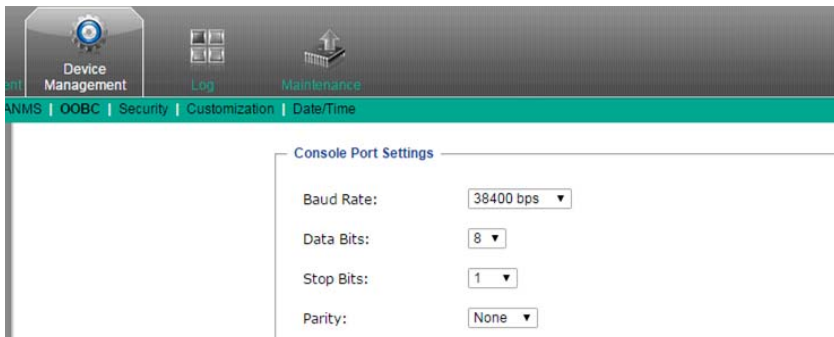 Device
Management
Log
Maintenance
ANMS | OOBC | Security | Customization | Date/Time
Console Port Settings
Baud Rate: 38400 bps
Data Bits: 8
Stop Bits: 1
Parity: None